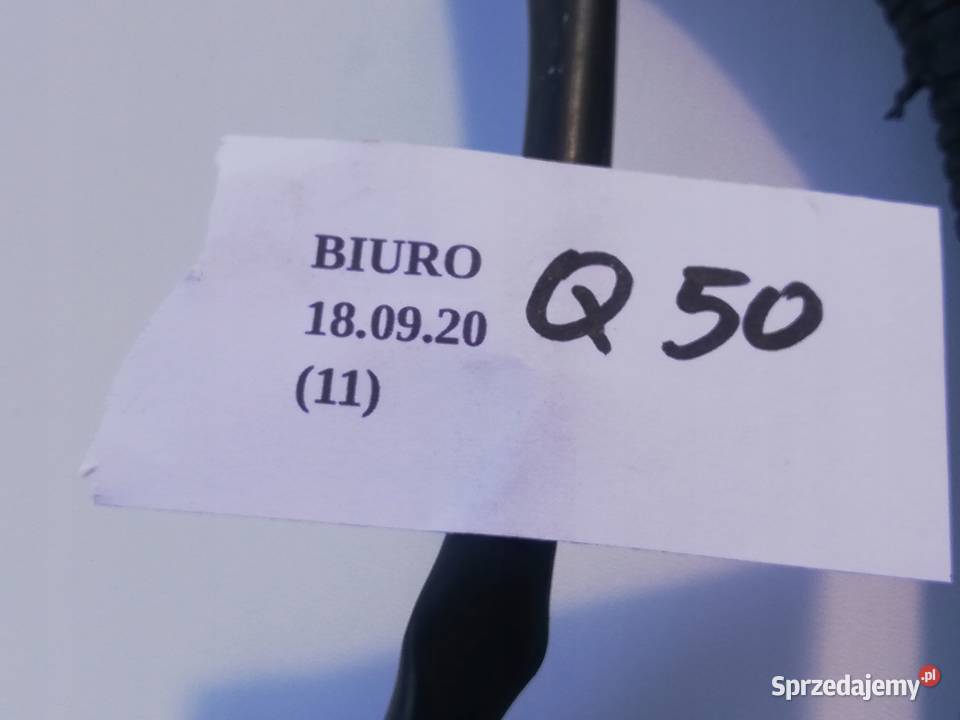 BIURO
18.09.20
(11)
Q 50
Sprzedajemy.pl